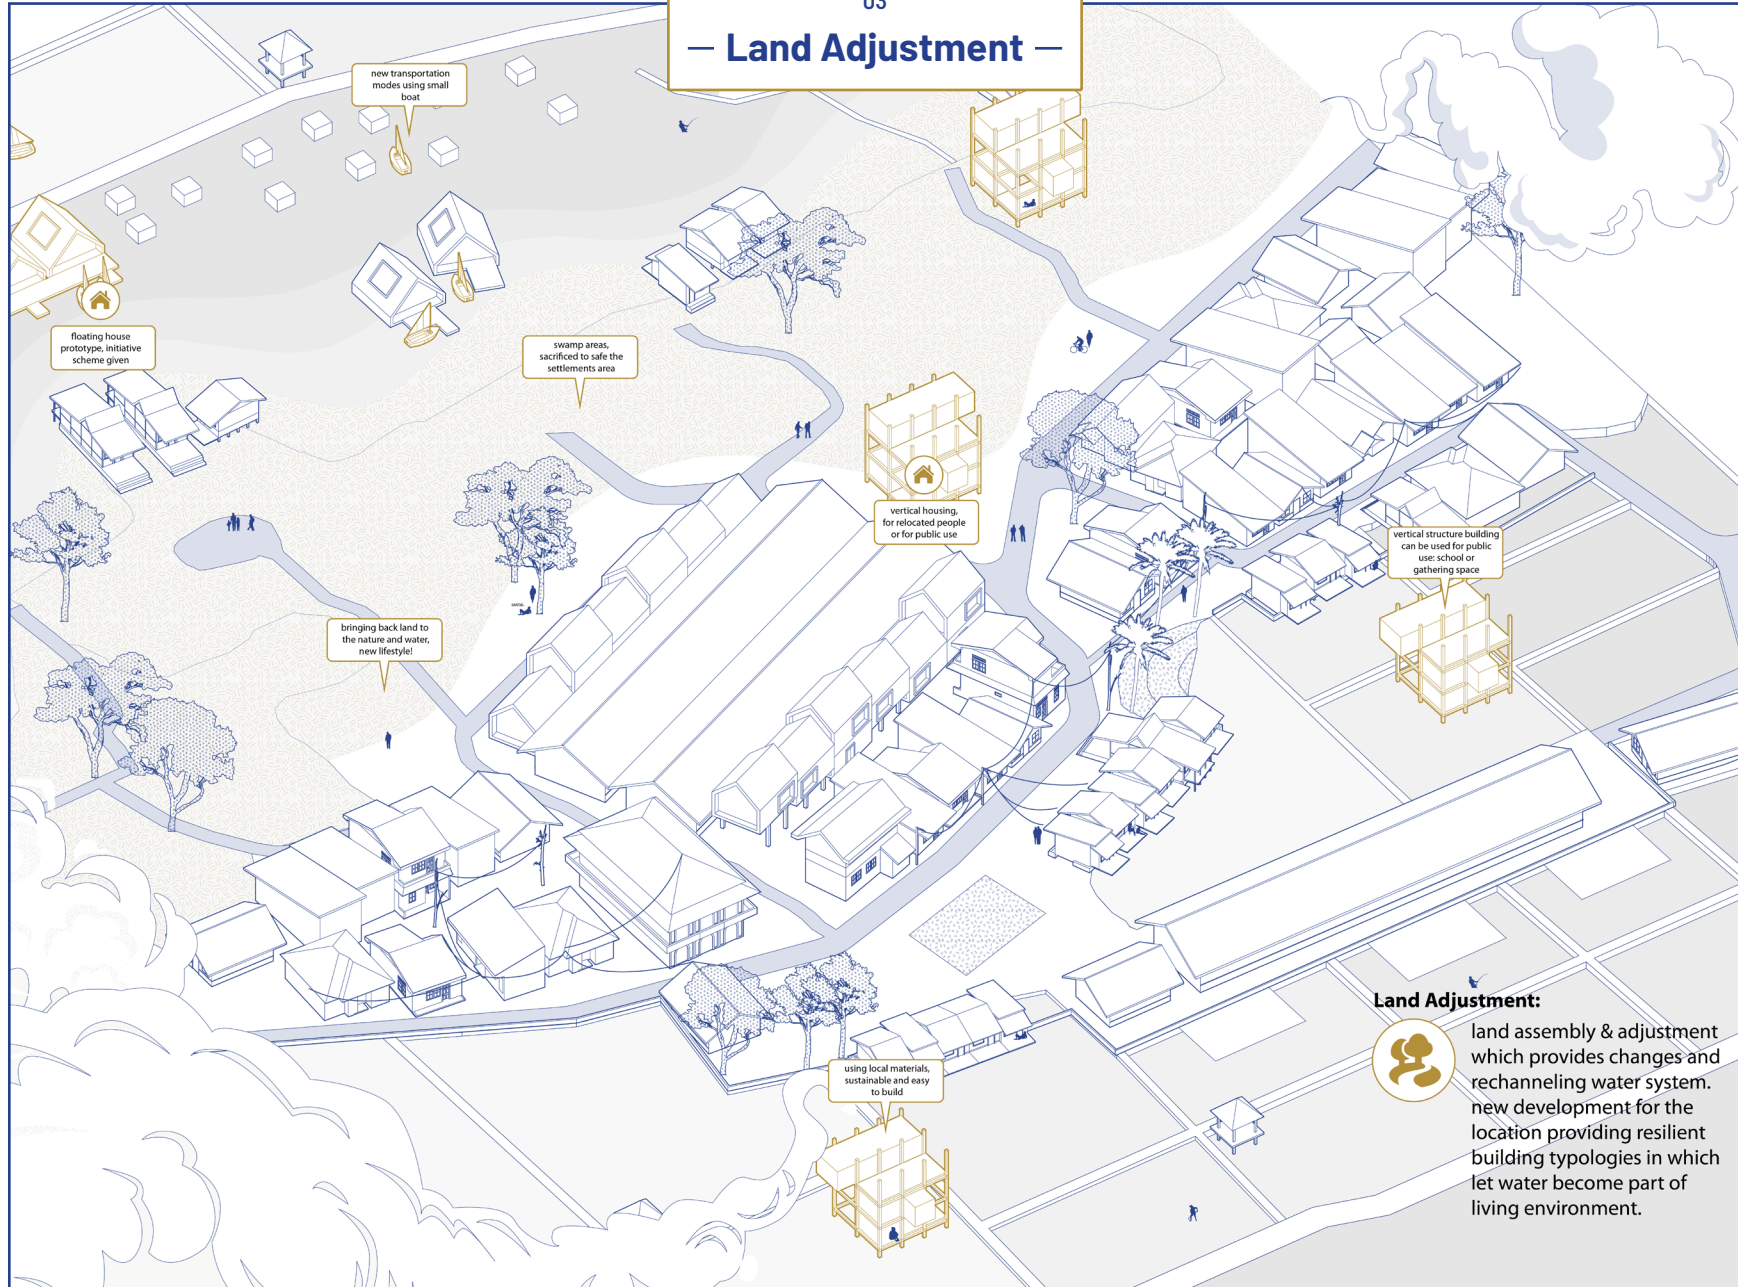 03
Land Adjustment
new transportation
modes using small
boat
floating house
prototype, initiative
scheme given
swamp areas,
sacrificed to safe the
settlements area
vertical housing,
for relocated people
or for public use
vertical structure building
can be used for public
use: school or
gathering space
bringing back land to
the nature and water,
new lifestyle!
using local materials,
sustainable and easy
to build
Land Adjustment:
land assembly & adjustment
which provides changes and
rechanneling water system.
new development for the
location providing resilient
building typologies in which
let water become part of
living environment.